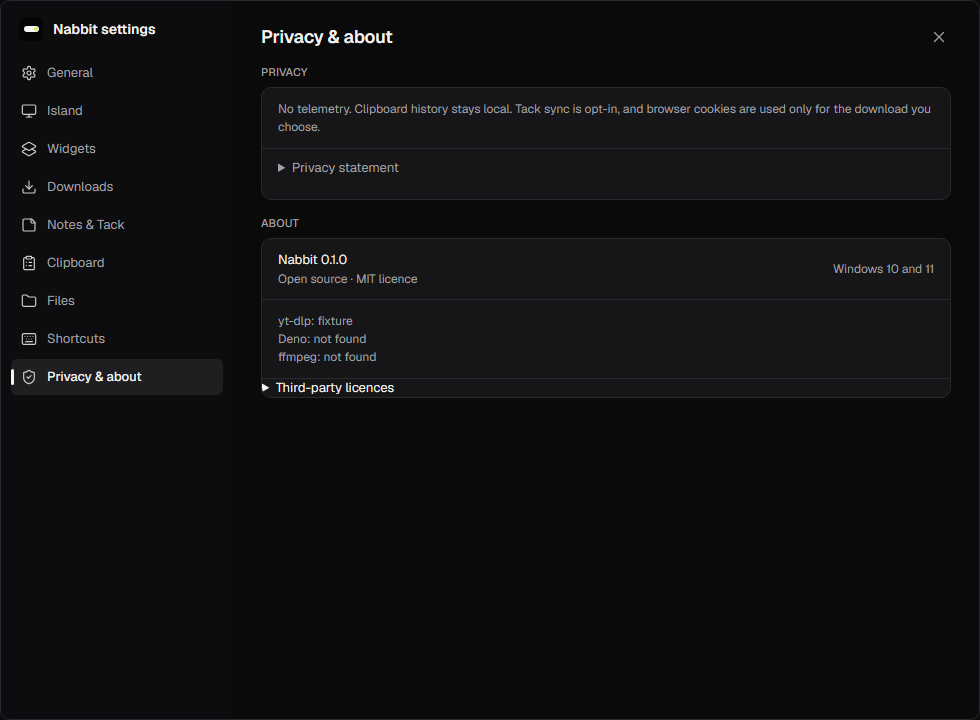 Nabbit settings
General
Island
Widgets
Downloads
Notes & Tack
Clipboard
Files
Shortcuts
Privacy & about
Privacy & about
PRIVACY
No telemetry. Clipboard history stays local. Tack sync is opt-in, and browser cookies are used only for the download you
choose.
Privacy statement
ABOUT
Nabbit 0.1.0
Open source · MIT licence
Windows 10 and 11
yt-dlp: fixture
Deno: not found
ffmpeg: not found
Third-party licences